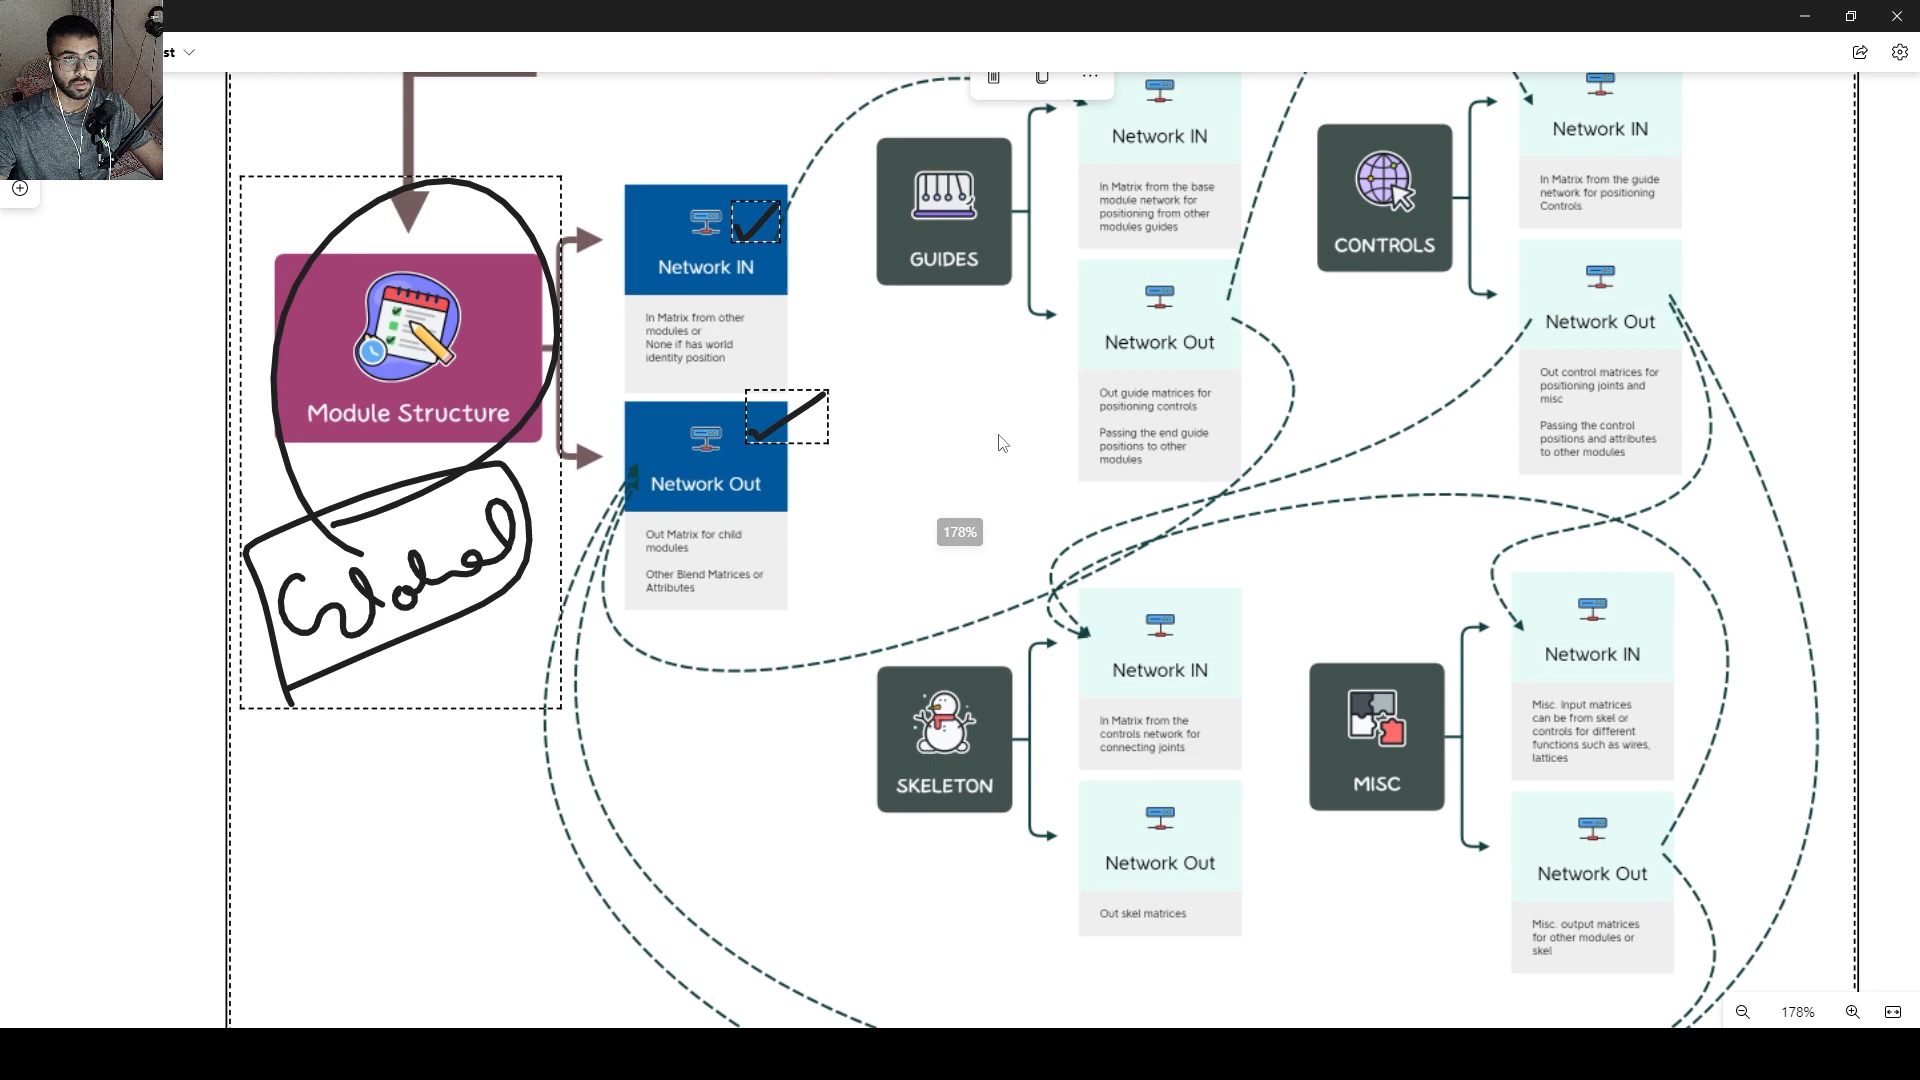 st
Module Structure
Global
Network IN
In Matrix from other
modules or
None if has world
identity position
Network Out
Out Matrix for child
modules
Other Blend Matrices or
Attributes
GUIDES
Network IN
In Matrix from the base
module network for
positioning from other
modules guides
Network Out
Out guide matrices for
positioning controls
Passing the end guide
positions to other
modules
CONTROLS
Network IN
In Matrix from the guide
network for positioning
Controls
Network Out
Out control matrices for
positioning joints and
misc
Passing the control
positions and attributes
to other modules
178%
SKELETON
Network IN
In Matrix from the
controls network for
connecting joints
Network Out
Out skel matrices
MISC
Network IN
Misc. Input matrices
can be from skel or
controls for different
functions such as wires,
lattices
Network Out
Misc. output matrices
for other modules or
skel
178%